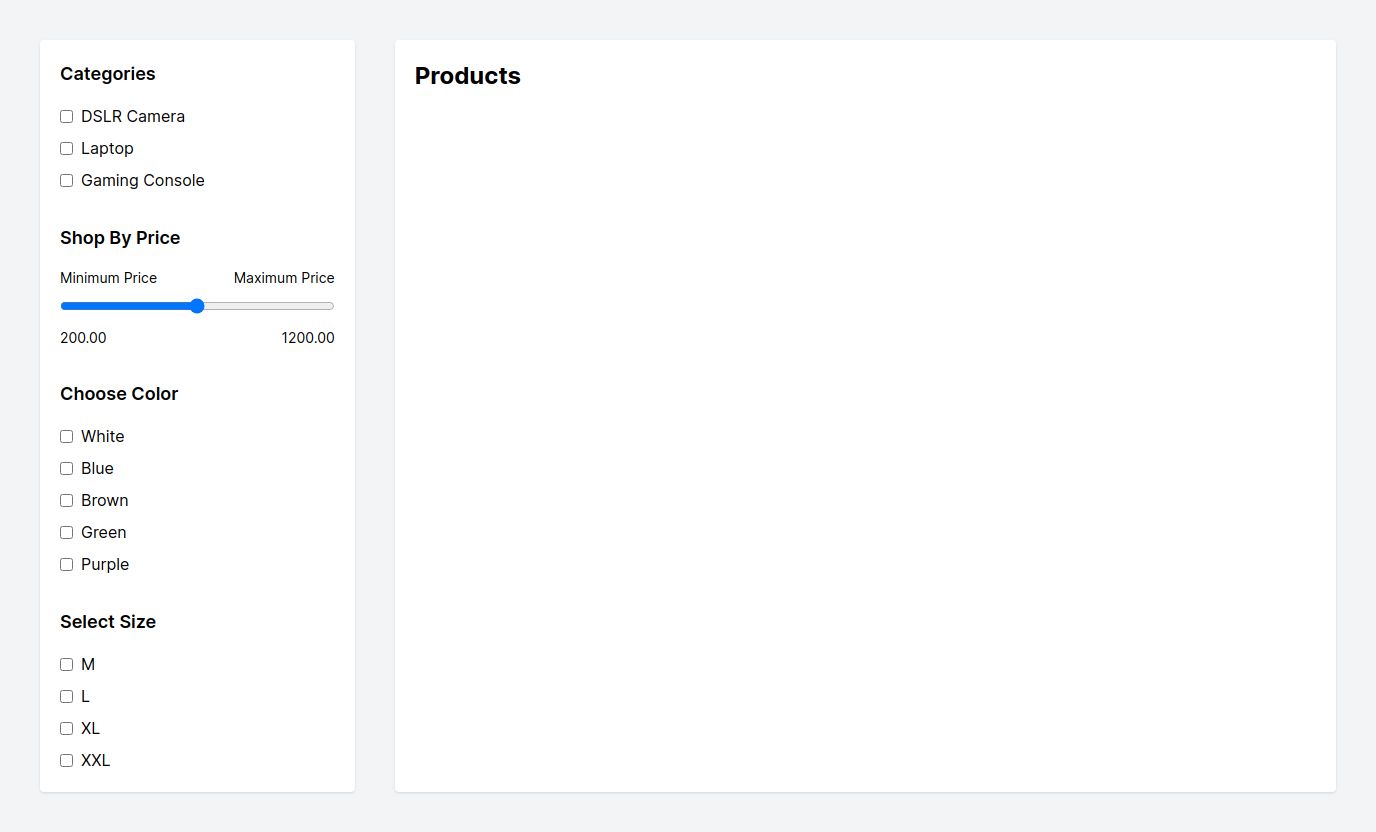 Categories
DSLR Camera
Laptop
Gaming Console
Shop By Price
Minimum Price Maximum Price
200.00 1200.00
Choose Color
White
Blue
Brown
Green
Purple
Select Size
M
L
XL
XXL
Products